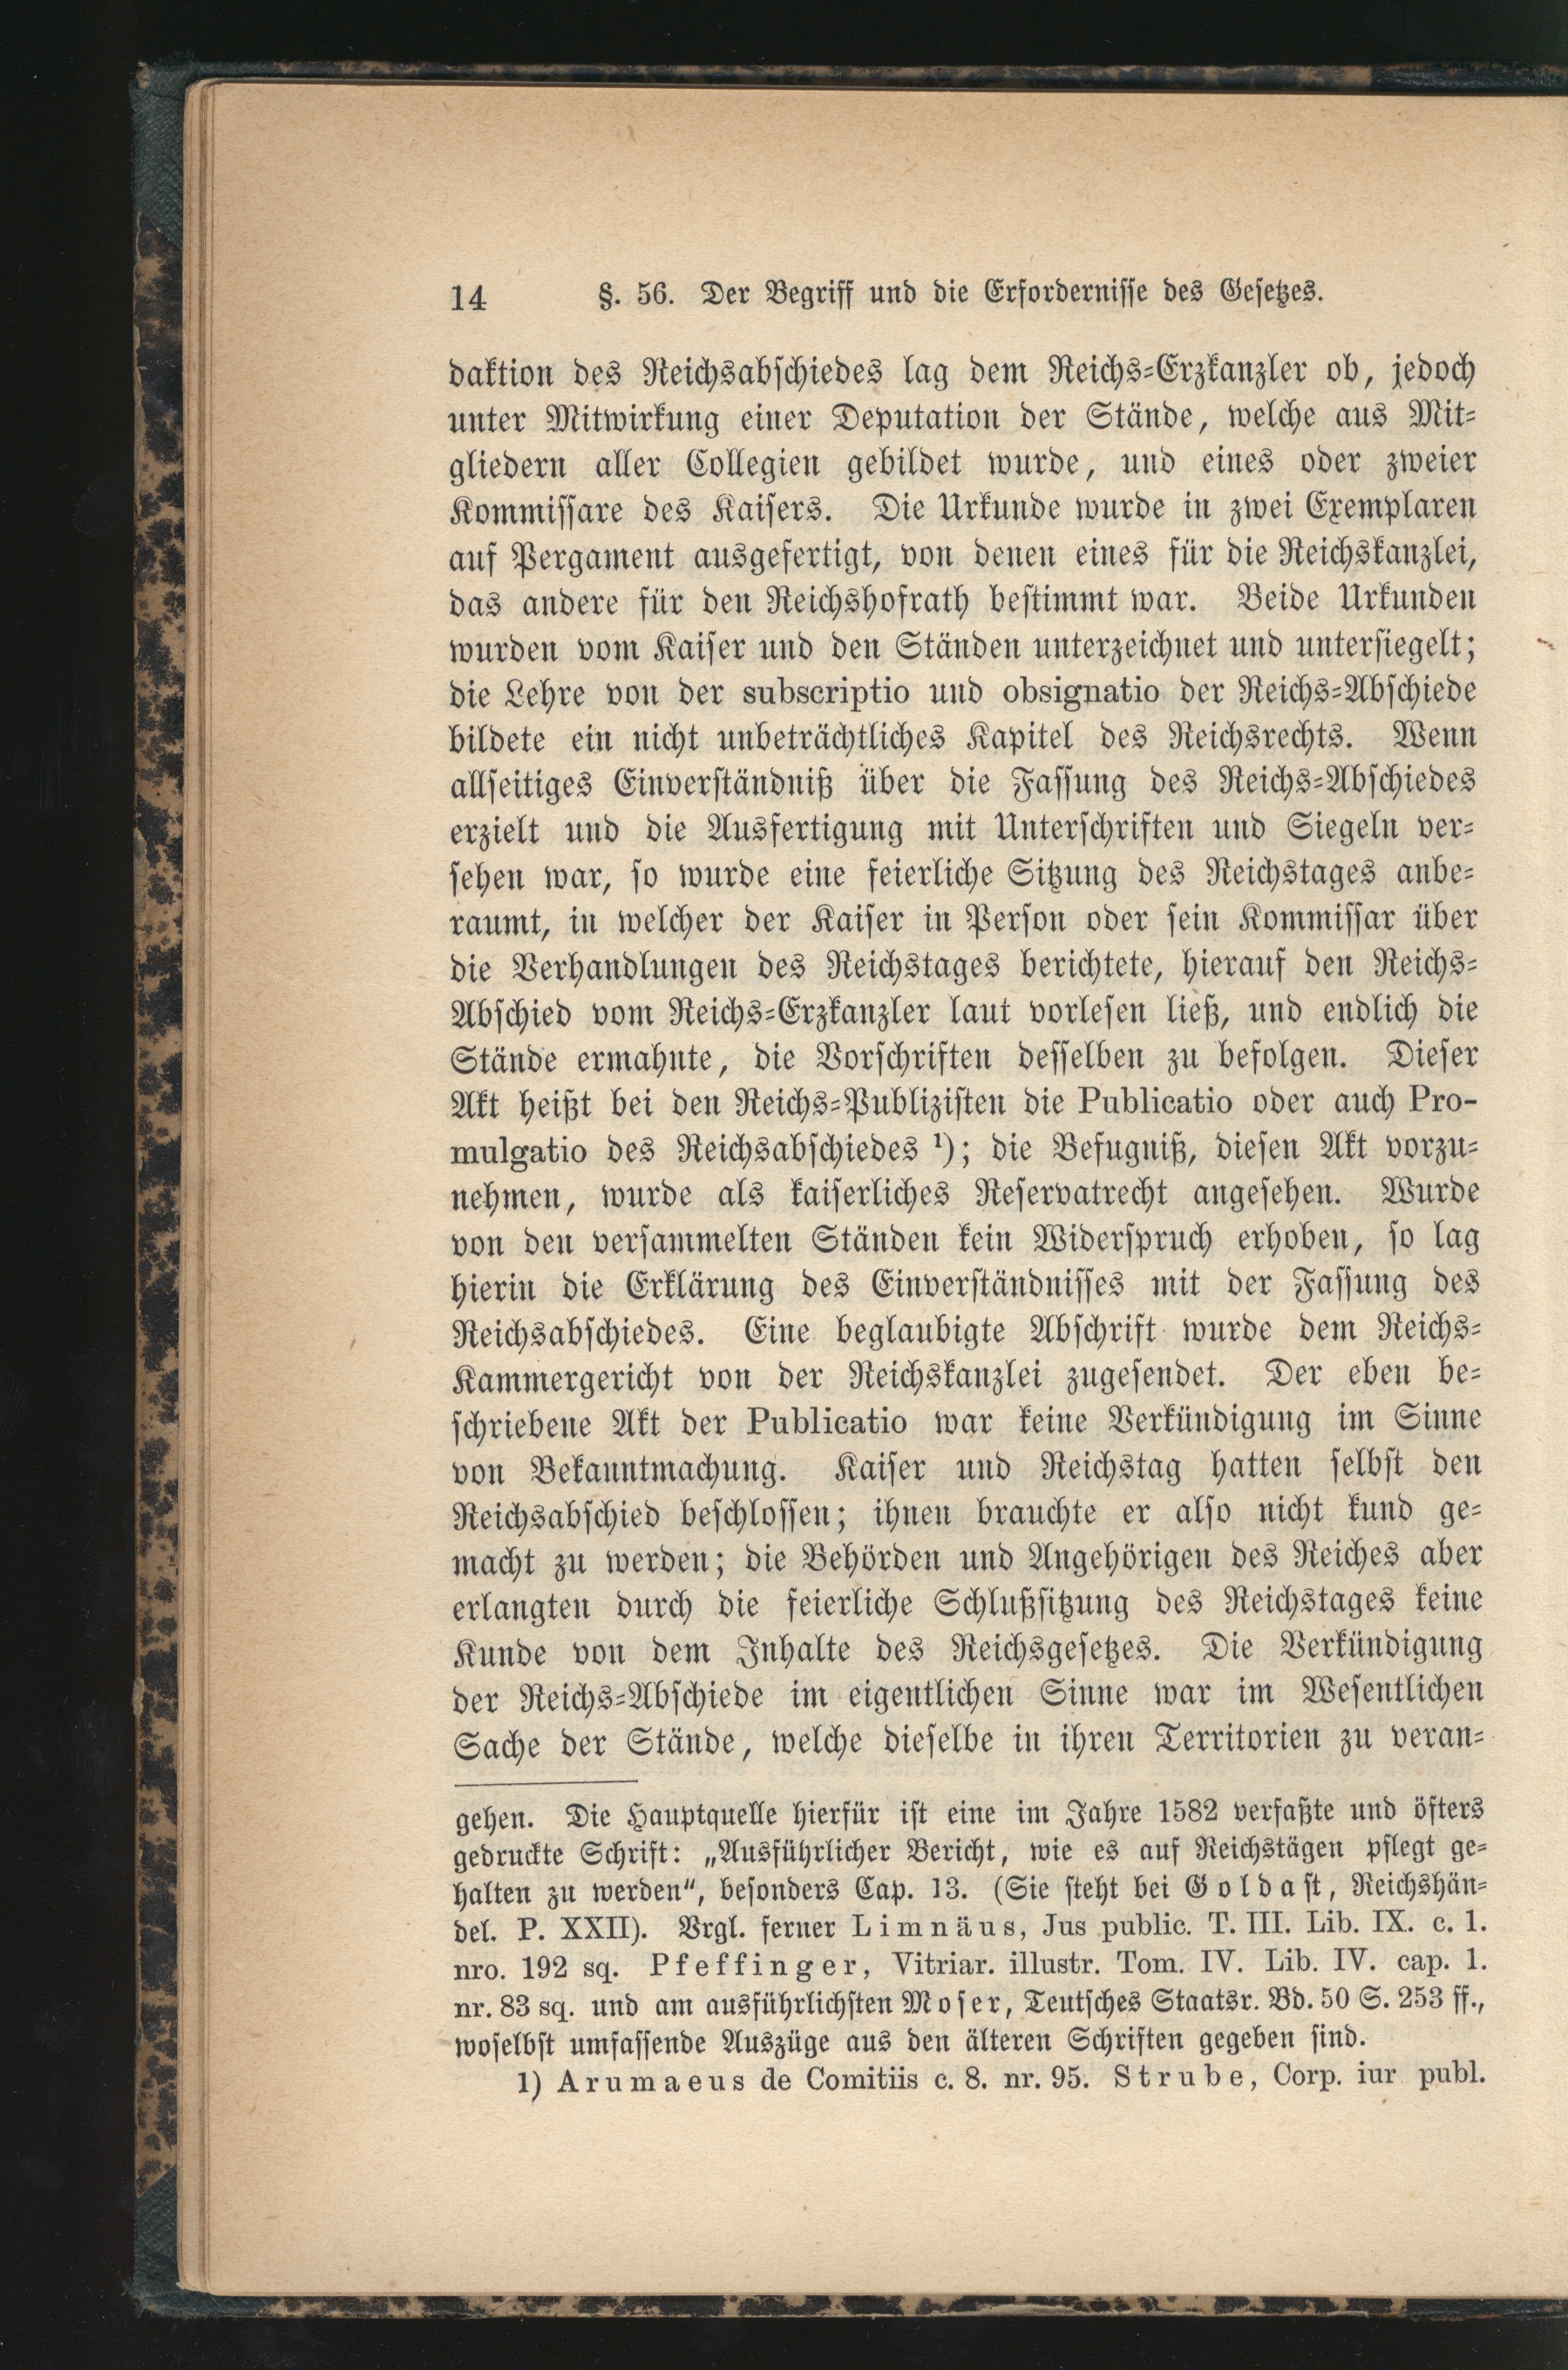 14 §. 56. Der Begriff und die Erfordernisse des Gesetzes.
daktion des Reichsabschiedes lag dem Reichs-Erzkanzler ob, jedoch
unter Mitwirkung einer Deputation der Stände, welche aus Mit-
gliedern aller Collegien gebildet wurde, und eines oder zweier
Kommissare des Kaisers. Die Urkunde wurde in zwei Exemplaren
auf Pergament ausgefertigt, von denen eines für die Reichskanzlei,
das andere für den Reichshofrath bestimmt war. Beide Urkunden
wurden vom Kaiser und den Ständen unterzeichnet und untersiegelt;
die Lehre von der subscriptio und obsignatio der Reichs-Abschiede
bildete ein nicht unbeträchtliches Kapitel des Reichsrechts. Wenn
allseitiges Einverständniß über die Fassung des Reichs-Abschiedes
erzielt und die Ausfertigung mit Unterschriften und Siegeln ver-
sehen war, so wurde eine feierliche Sitzung des Reichstages anbe-
raumt, in welcher der Kaiser in Person oder sein Kommissar über
die Verhandlungen des Reichstages berichtete, hierauf den Reichs-
Abschied vom Reichs-Erzkanzler laut vorlesen ließ, und endlich die
Stände ermahnte, die Vorschriften desselben zu befolgen. Dieser
Akt heißt bei den Reichs-Publizisten die Publicatio oder auch Pro-
mulgatio des Reichsabschiedes ¹); die Befugniß, diesen Akt vorzu-
nehmen, wurde als kaiserliches Reservatrecht angesehen. Wurde
von den versammelten Ständen kein Widerspruch erhoben, so lag
hierin die Erklärung des Einverständnisses mit der Fassung des
Reichsabschiedes. Eine beglaubigte Abschrift wurde dem Reichs-
Kammergericht von der Reichskanzlei zugesendet. Der eben be-
schriebene Akt der Publicatio war keine Verkündigung im Sinne
von Bekanntmachung. Kaiser und Reichstag hatten selbst den
Reichsabschied beschlossen; ihnen brauchte er also nicht kund ge-
macht zu werden; die Behörden und Angehörigen des Reiches aber
erlangten durch die feierliche Schlußsitzung des Reichstages keine
Kunde von dem Inhalte des Reichsgesetzes. Die Verkündigung
der Reichs-Abschiede im eigentlichen Sinne war im Wesentlichen
Sache der Stände, welche dieselbe in ihren Territorien zu veran-
gehen. Die Hauptquelle hierfür ist eine im Jahre 1582 verfaßte und öfters
gedruckte Schrift: „Ausführlicher Bericht, wie es auf Reichstägen pflegt ge-
halten zu werden“, besonders Cap. 13. (Sie steht bei Goldast, Reichshän-
del. P. XXII). Vrgl. ferner Limnäus, Jus public. T. III. Lib. IX. c. 1.
nro. 192 sq. Pfeffinger, Vitriar. illustr. Tom. IV. Lib. IV. cap. 1.
nr. 83 sq. und am ausführlichsten Moser, Teutsches Staatsr. Bd. 50 S. 253 ff.,
woselbst umfassende Auszüge aus den älteren Schriften gegeben sind.
1) Arumaeus de Comitiis c. 8. nr. 95. Strube, Corp. iur publ.